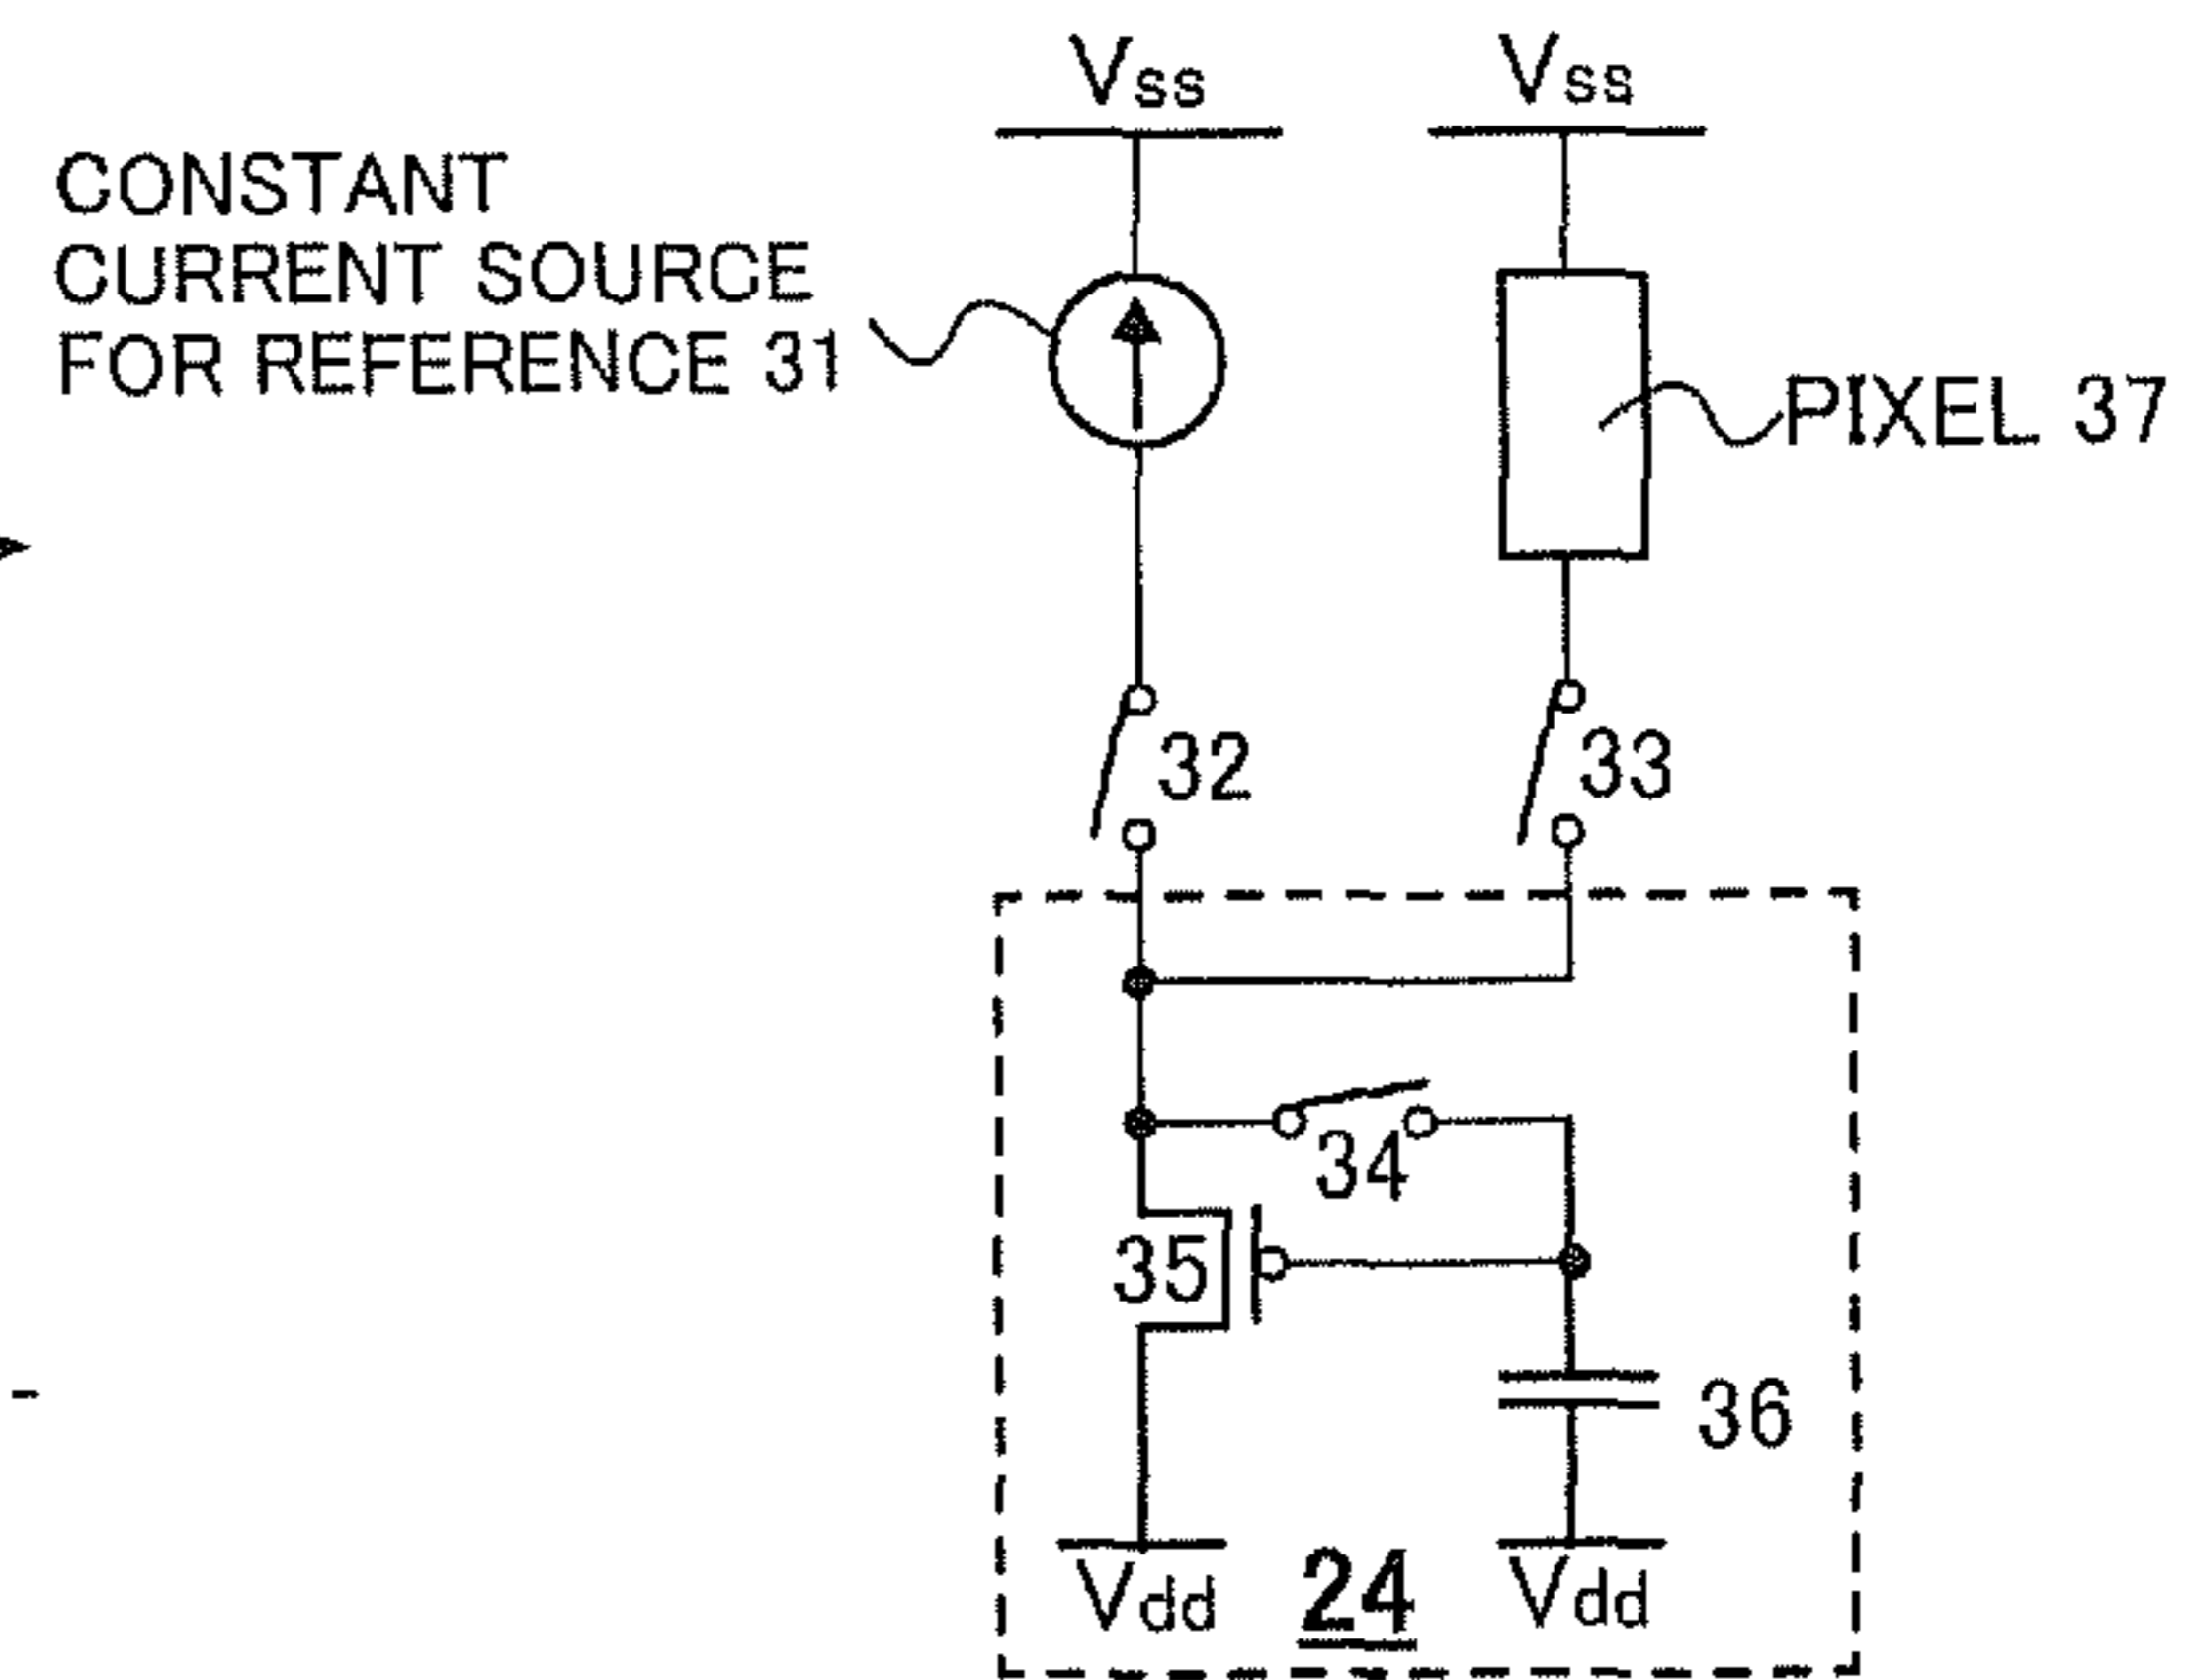 Vss
Vss
CONSTANT
CURRENT SOURCE
FOR REFERENCE 31
PIXEL 37
32
33
34
35
36
Vdd
24
Vdd